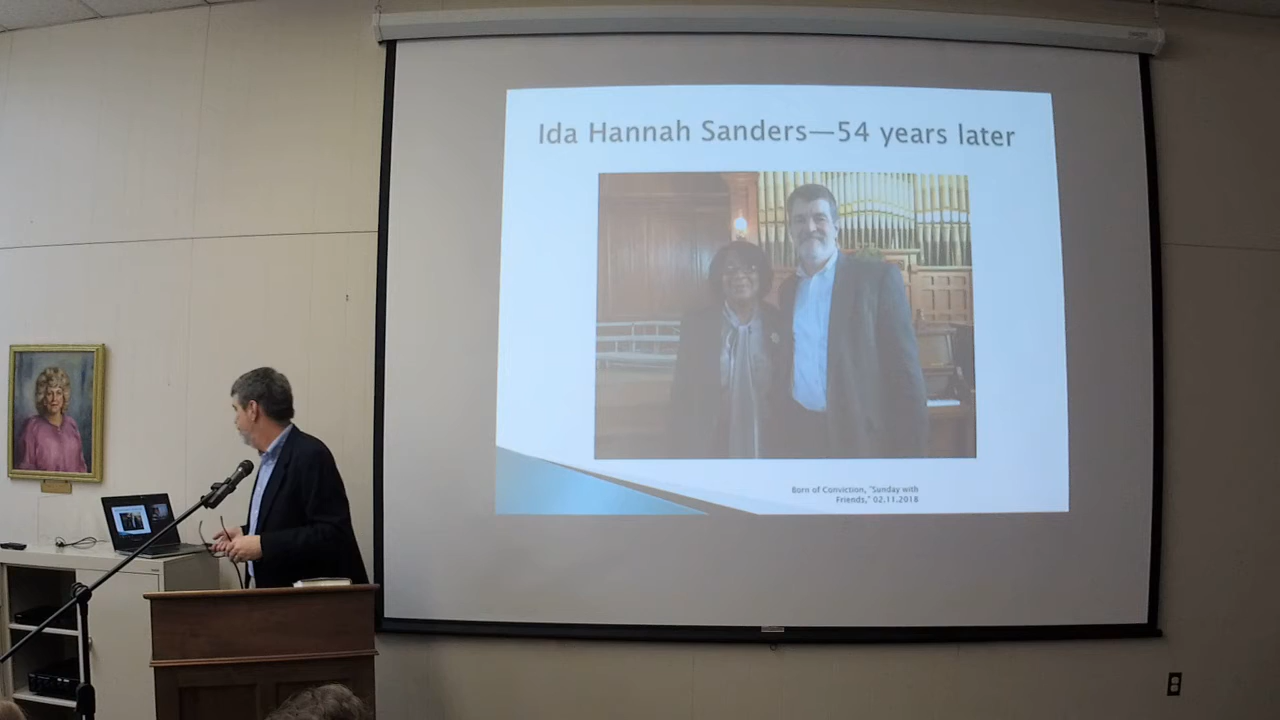 Ida Hannah Sanders—54 years later
Born of Conviction, "Sunday with
Friends," 02.11.2018